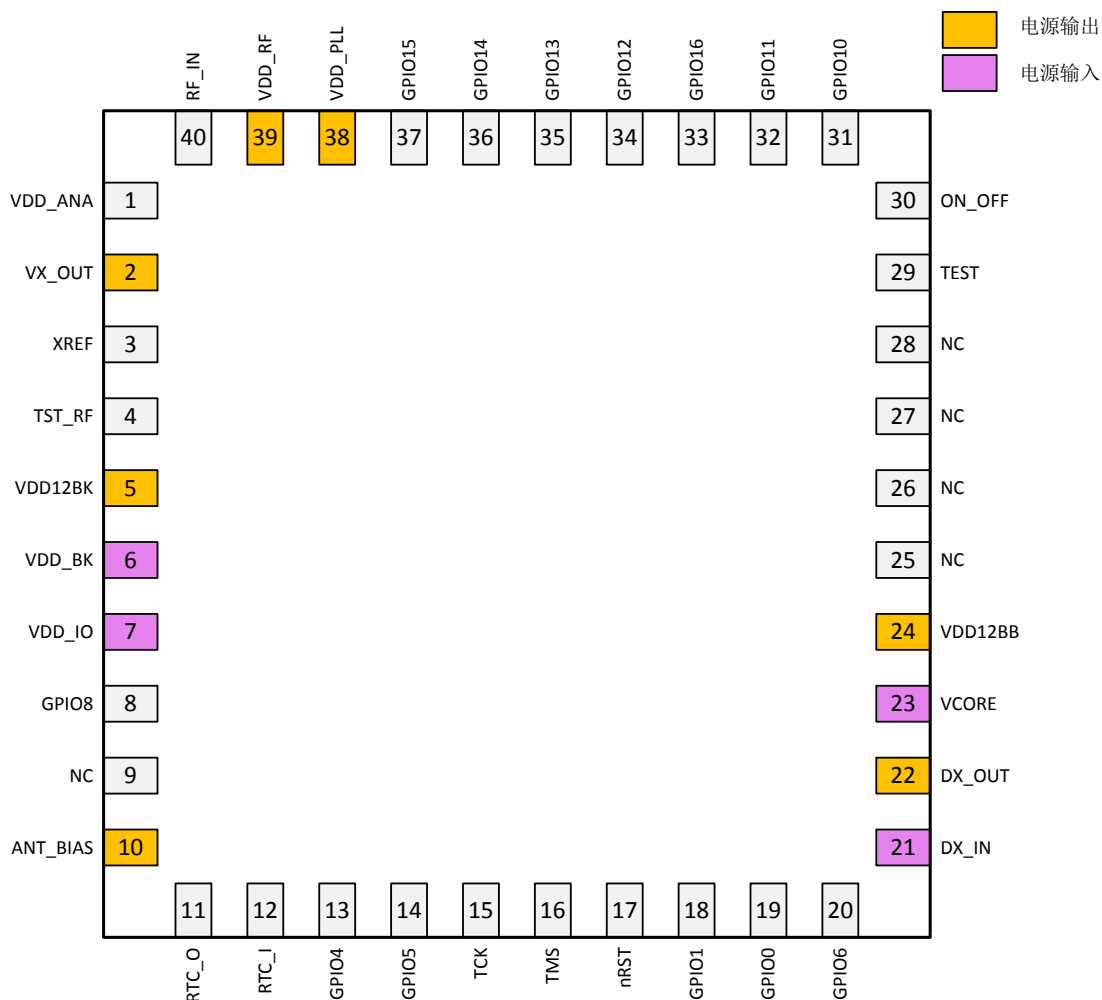 电源输出
电源输入
RF_IN
VDD_RF
VDD_PLL
GPIO15
GPIO14
GPIO13
GPIO12
GPIO16
GPIO11
GPIO10
40 39 38 37 36 35 34 33 32 31
VDD_ANA 1 30 ON_OFF
VX_OUT 2 29 TEST
XREF 3 28 NC
TST_RF 4 27 NC
VDD12BK 5 26 NC
VDD_BK 6 25 NC
VDD_IO 7 24 VDD12BB
GPIO8 8 23 VCORE
NC 9 22 DX_OUT
ANT_BIAS 10 21 DX_IN
11 12 13 14 15 16 17 18 19 20
RTC_O
RTC_I
GPIO4
GPIO5
TCK
TMS
nRST
GPIO1
GPIO0
GPIO6